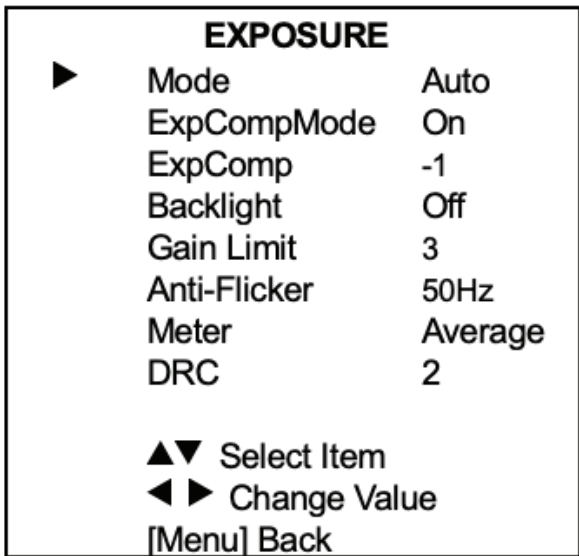 EXPOSURE
▶ Mode Auto
ExpCompMode On
ExpComp -1
Backlight Off
Gain Limit 3
Anti-Flicker 50Hz
Meter Average
DRC 2
▲▼ Select Item
◀ ▶ Change Value
[Menu] Back